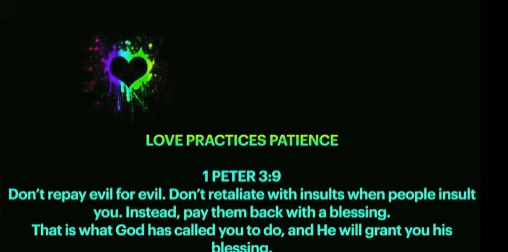 LOVE PRACTICES PATIENCE
1 PETER 3:9
Don't repay evil for evil. Don't retaliate with insults when people insult
you. Instead, pay them back with a blessing.
That is what God has called you to do, and He will grant you his
blessing.